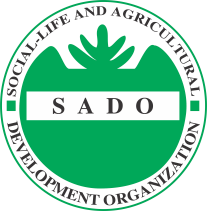 SOCIAL-LIFE AND AGRICULTURAL
SADO
DEVELOPMENT ORGANIZATION